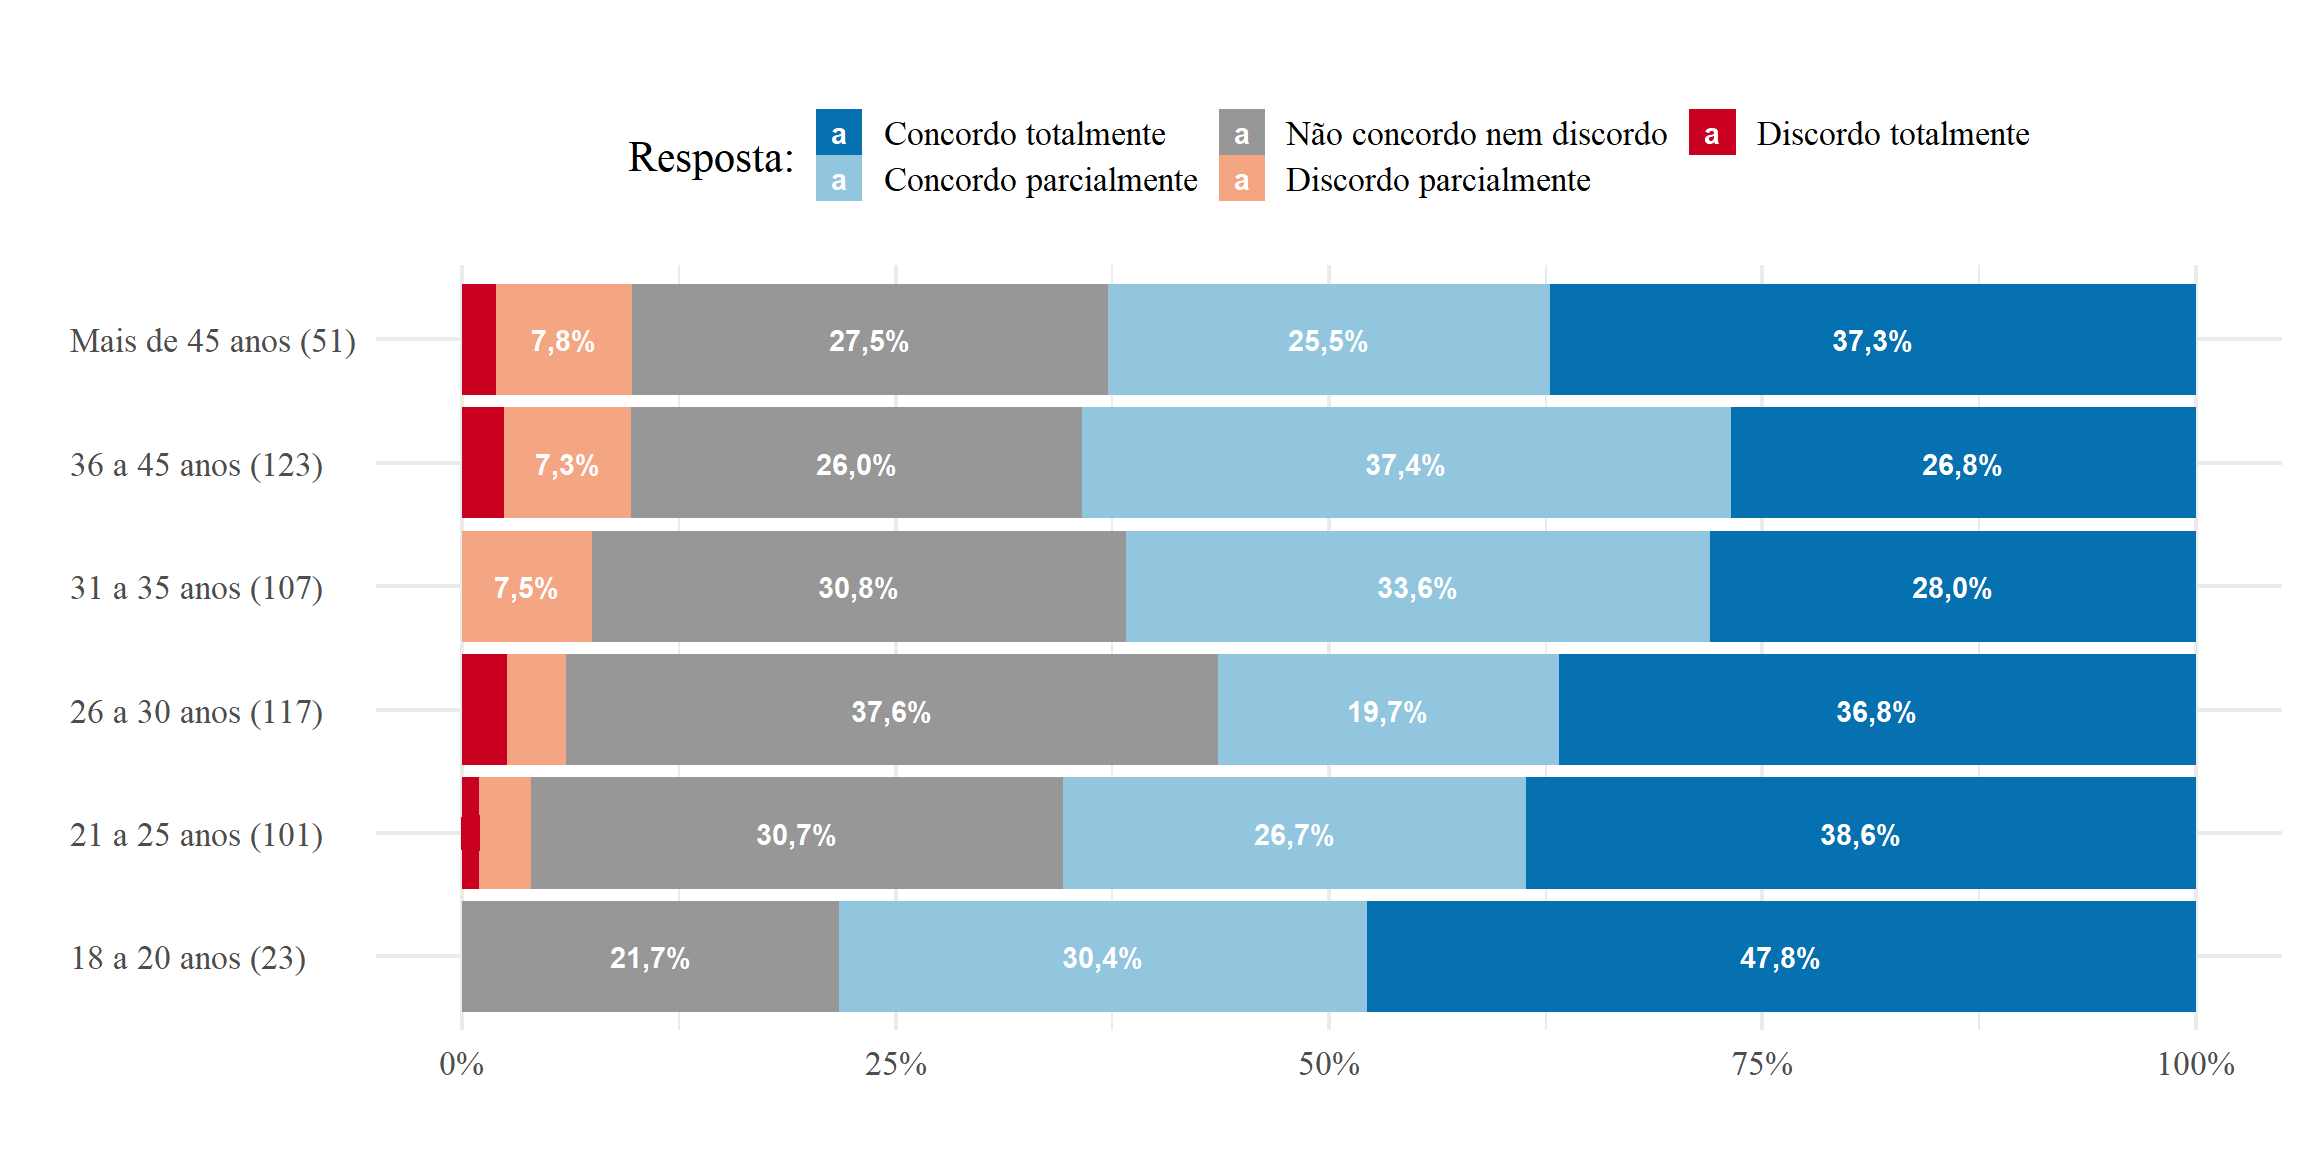 Resposta:
a Concordo totalmente
a Concordo parcialmente
a Não concordo nem discordo
a Discordo parcialmente
a Discordo totalmente
Mais de 45 anos (51)
7,8% 27,5% 25,5% 37,3%
36 a 45 anos (123)
7,3% 26,0% 37,4% 26,8%
31 a 35 anos (107)
7,5% 30,8% 33,6% 28,0%
26 a 30 anos (117)
37,6% 19,7% 36,8%
21 a 25 anos (101)
30,7% 26,7% 38,6%
18 a 20 anos (23)
21,7% 30,4% 47,8%
0% 25% 50% 75% 100%